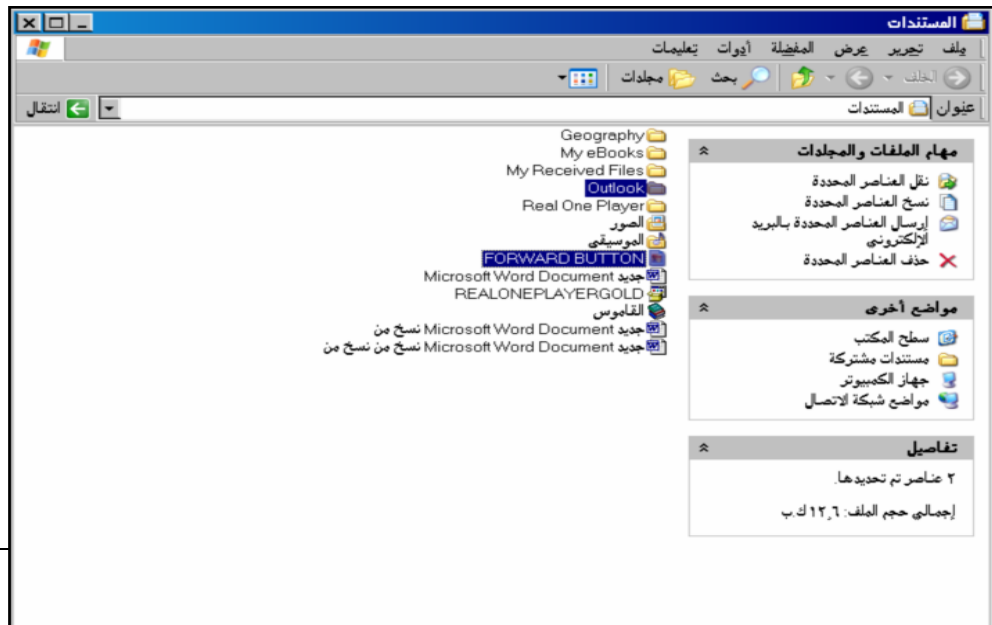 المستندات
ملف تحرير عرض المفضلة أدوات تعليمات
الخلف بحث مجلدات
عنوان المستندات انتقال
مهام الملفات والمجلدات
نقل العناصر المحددة
نسخ العناصر المحددة
إرسال العناصر المحددة بالبريد
الإلكتروني
حذف العناصر المحددة
مواضع أخرى
سطح المكتب
مستندات مشتركة
جهاز الكمبيوتر
مواضع شبكة الاتصال
تفاصيل
٢ عناصر تم تحديدها.
إجمالي حجم الملف: ١٢٫٦ ك.ب
Geography
My eBooks
My Received Files
Outlook
Real One Player
الصور
الموسيقى
FORWARD BUTTON
جديد Microsoft Word Document
REALONEPLAYERGOLD
القاموس
جديد Microsoft Word Document نسخ من
جديد Microsoft Word Document نسخ من نسخ من